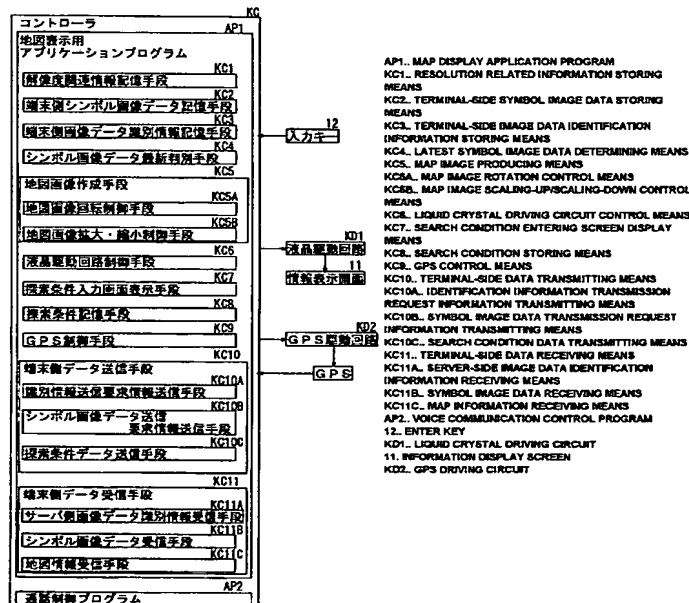 KC
コントローラ
AP1
地図表示用
アプリケーションプログラム
KC1
解像度関連情報記憶手段
KC2
端末側シンボル画像データ記憶手段
KC3
端末側画像データ識別情報記憶手段
KC4
シンボル画像データ最新判別手段
KC5
地図画像作成手段
KC5A
地図画像回転制御手段
KC5B
地図画像拡大・縮小制御手段
KC6
液晶駆動回路制御手段
KC7
探索条件入力画面表示手段
KC8
探索条件記憶手段
KC9
GPS制御手段
KC10
端末側データ送信手段
KC10A
識別情報送信要求情報送信手段
KC10B
シンボル画像データ送信
要求情報送信手段
KC10C
探索条件データ送信手段
KC11
端末側データ受信手段
KC11A
サーバ側画像データ識別情報受信手段
KC11B
シンボル画像データ受信手段
KC11C
地図情報受信手段
AP2
通話制御プログラム
12
入力キー
KD1
液晶駆動回路
11
情報表示画面
KD2
GPS駆動回路
GPS
AP1.. MAP DISPLAY APPLICATION PROGRAM
KC1.. RESOLUTION RELATED INFORMATION STORING
MEANS
KC2.. TERMINAL-SIDE SYMBOL IMAGE DATA STORING
MEANS
KC3.. TERMINAL-SIDE IMAGE DATA IDENTIFICATION
INFORMATION STORING MEANS
KC4.. LATEST SYMBOL IMAGE DATA DETERMINING MEANS
KC5.. MAP IMAGE PRODUCING MEANS
KC5A.. MAP IMAGE ROTATION CONTROL MEANS
KC5B.. MAP IMAGE SCALING-UP/SCALING-DOWN CONTROL
MEANS
KC6.. LIQUID CRYSTAL DRIVING CIRCUIT CONTROL MEANS
KC7.. SEARCH CONDITION ENTERING SCREEN DISPLAY
MEANS
KC8.. SEARCH CONDITION STORING MEANS
KC9.. GPS CONTROL MEANS
KC10.. TERMINAL-SIDE DATA TRANSMITTING MEANS
KC10A.. IDENTIFICATION INFORMATION TRANSMISSION
REQUEST INFORMATION TRANSMITTING MEANS
KC10B.. SYMBOL IMAGE DATA TRANSMISSION REQUEST
INFORMATION TRANSMITTING MEANS
KC10C.. SEARCH CONDITION DATA TRANSMITTING MEANS
KC11.. TERMINAL-SIDE DATA RECEIVING MEANS
KC11A.. SERVER-SIDE IMAGE DATA IDENTIFICATION
INFORMATION RECEIVING MEANS
KC11B.. SYMBOL IMAGE DATA RECEIVING MEANS
KC11C.. MAP INFORMATION RECEIVING MEANS
AP2.. VOICE COMMUNICATION CONTROL PROGRAM
12.. ENTER KEY
KD1.. LIQUID CRYSTAL DRIVING CIRCUIT
11. INFORMATION DISPLAY SCREEN
KD2.. GPS DRIVING CIRCUIT